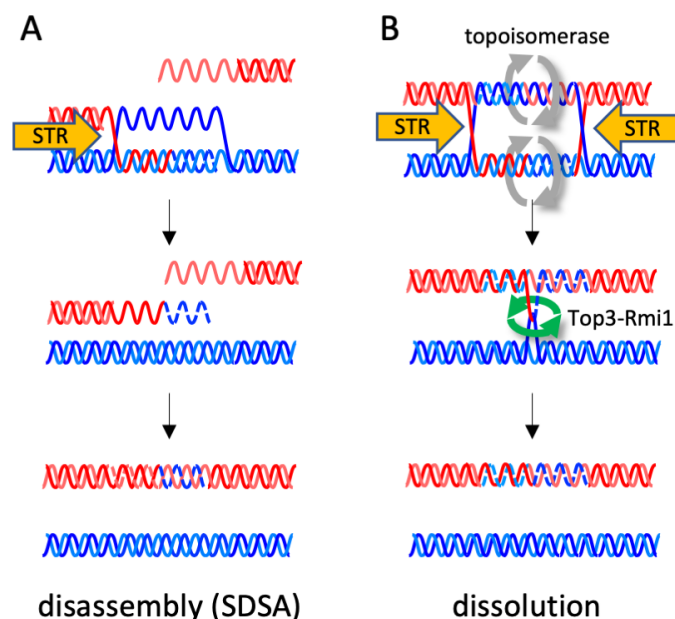 A
B
topoisomerase
STR
STR
STR
Top3-Rmi1
disassembly (SDSA)
dissolution